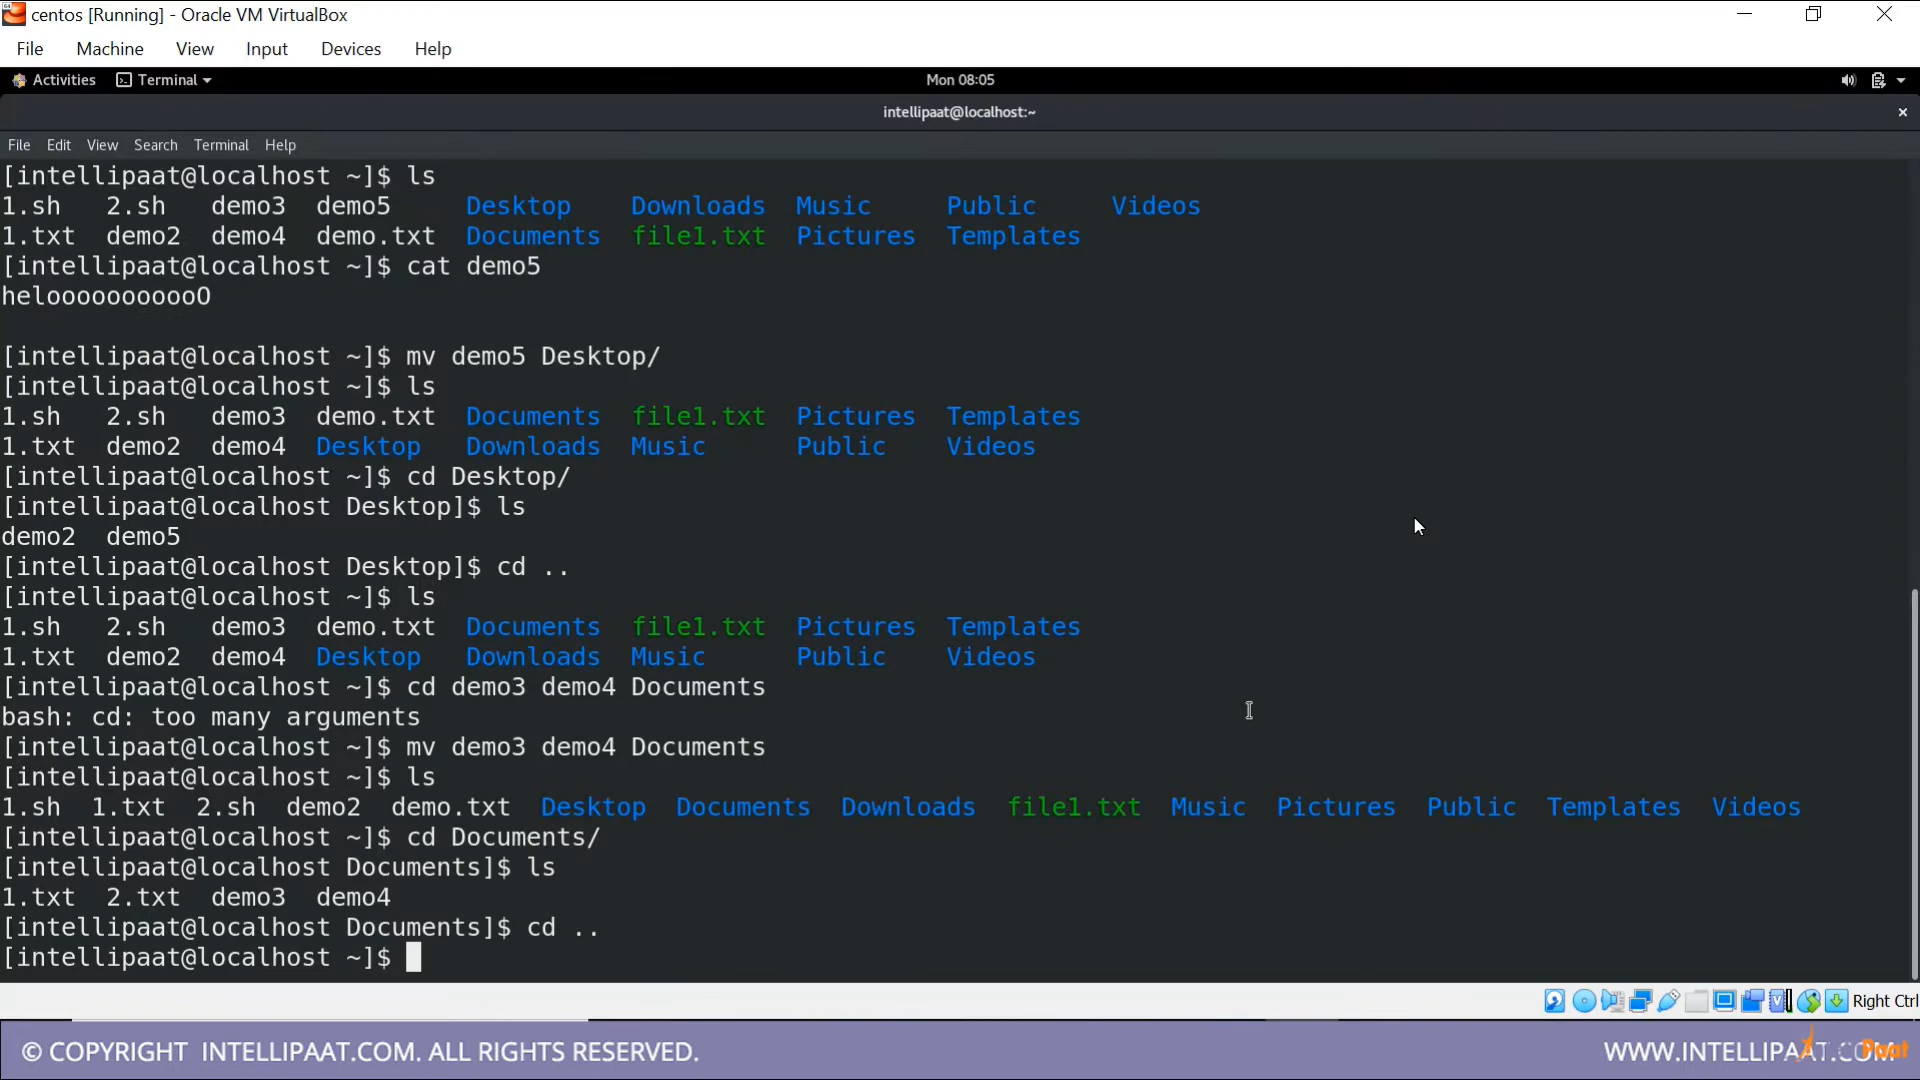 centos [Running] - Oracle VM VirtualBox
File Machine View Input Devices Help
Activities Terminal Mon 08:05
intellipaat@localhost:~
File Edit View Search Terminal Help
[intellipaat@localhost ~]$ ls
1.sh 2.sh demo3 demo5 Desktop Downloads Music Public Videos
1.txt demo2 demo4 demo.txt Documents file1.txt Pictures Templates
[intellipaat@localhost ~]$ cat demo5
helooooooooooO
[intellipaat@localhost ~]$ mv demo5 Desktop/
[intellipaat@localhost ~]$ ls
1.sh 2.sh demo3 demo.txt Documents file1.txt Pictures Templates
1.txt demo2 demo4 Desktop Downloads Music Public Videos
[intellipaat@localhost ~]$ cd Desktop/
[intellipaat@localhost Desktop]$ ls
demo2 demo5
[intellipaat@localhost Desktop]$ cd ..
[intellipaat@localhost ~]$ ls
1.sh 2.sh demo3 demo.txt Documents file1.txt Pictures Templates
1.txt demo2 demo4 Desktop Downloads Music Public Videos
[intellipaat@localhost ~]$ cd demo3 demo4 Documents
bash: cd: too many arguments
[intellipaat@localhost ~]$ mv demo3 demo4 Documents
[intellipaat@localhost ~]$ ls
1.sh 1.txt 2.sh demo2 demo.txt Desktop Documents Downloads file1.txt Music Pictures Public Templates Videos
[intellipaat@localhost ~]$ cd Documents/
[intellipaat@localhost Documents]$ ls
1.txt 2.txt demo3 demo4
[intellipaat@localhost Documents]$ cd ..
[intellipaat@localhost ~]$
Right Ctrl
© COPYRIGHT INTELLIPAAT.COM. ALL RIGHTS RESERVED. WWW.INTELLIPAAT.COM